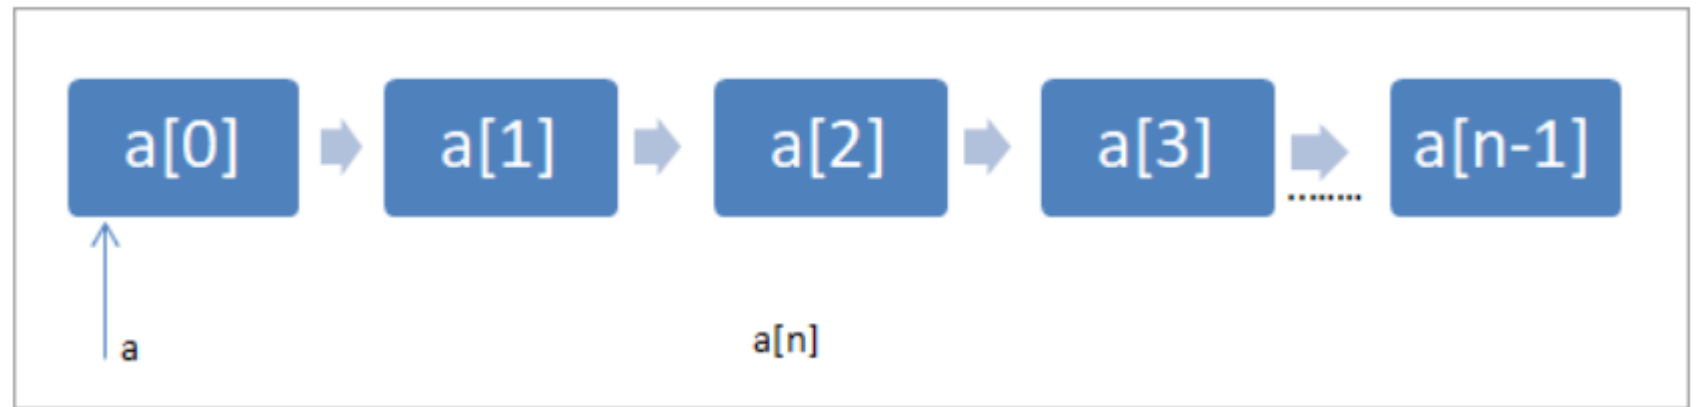 a[0] a[1] a[2] a[3] ........ a[n-1]
a a[n]